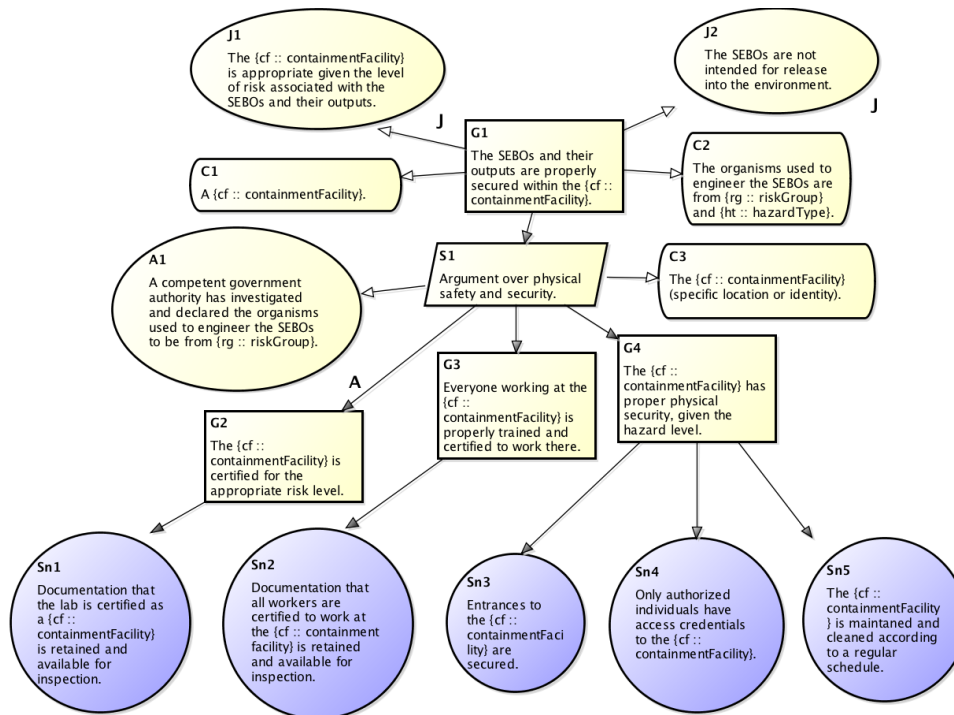 J1
The {cf :: containmentFacility}
is appropriate given the level
of risk associated with the
SEBOs and their outputs.
J
J2
The SEBOs are not
intended for release
into the environment.
J
G1
The SEBOs and their
outputs are properly
secured within the {cf ::
containmentFacility}.
C1
A {cf :: containmentFacility}.
C2
The organisms used to
engineer the SEBOs are
from {rg :: riskGroup}
and {ht :: hazardType}.
A1
A competent government
authority has investigated
and declared the organisms
used to engineer the SEBOs
to be from {rg :: riskGroup}.
A
S1
Argument over physical
safety and security.
C3
The {cf :: containmentFacility}
(specific location or identity).
G2
The {cf ::
containmentFacility} is
certified for the
appropriate risk level.
G3
Everyone working at the
{cf ::
containmentFacility} is
properly trained and
certified to work there.
G4
The {cf ::
containmentFacility} has
proper physical
security, given the
hazard level.
Sn1
Documentation that
the lab is certified as
a {cf ::
containmentFacility}
is retained and
available for
inspection.
Sn2
Documentation that
all workers are
certified to work at
the {cf :: containment
facility} is retained
and available for
inspection.
Sn3
Entrances to
the {cf ::
containmentFaci
lity} are
secured.
Sn4
Only authorized
individuals have
access credentials
to the {cf ::
containmentFacility}.
Sn5
The {cf ::
containmentFacility
} is maintaned and
cleaned according
to a regular
schedule.